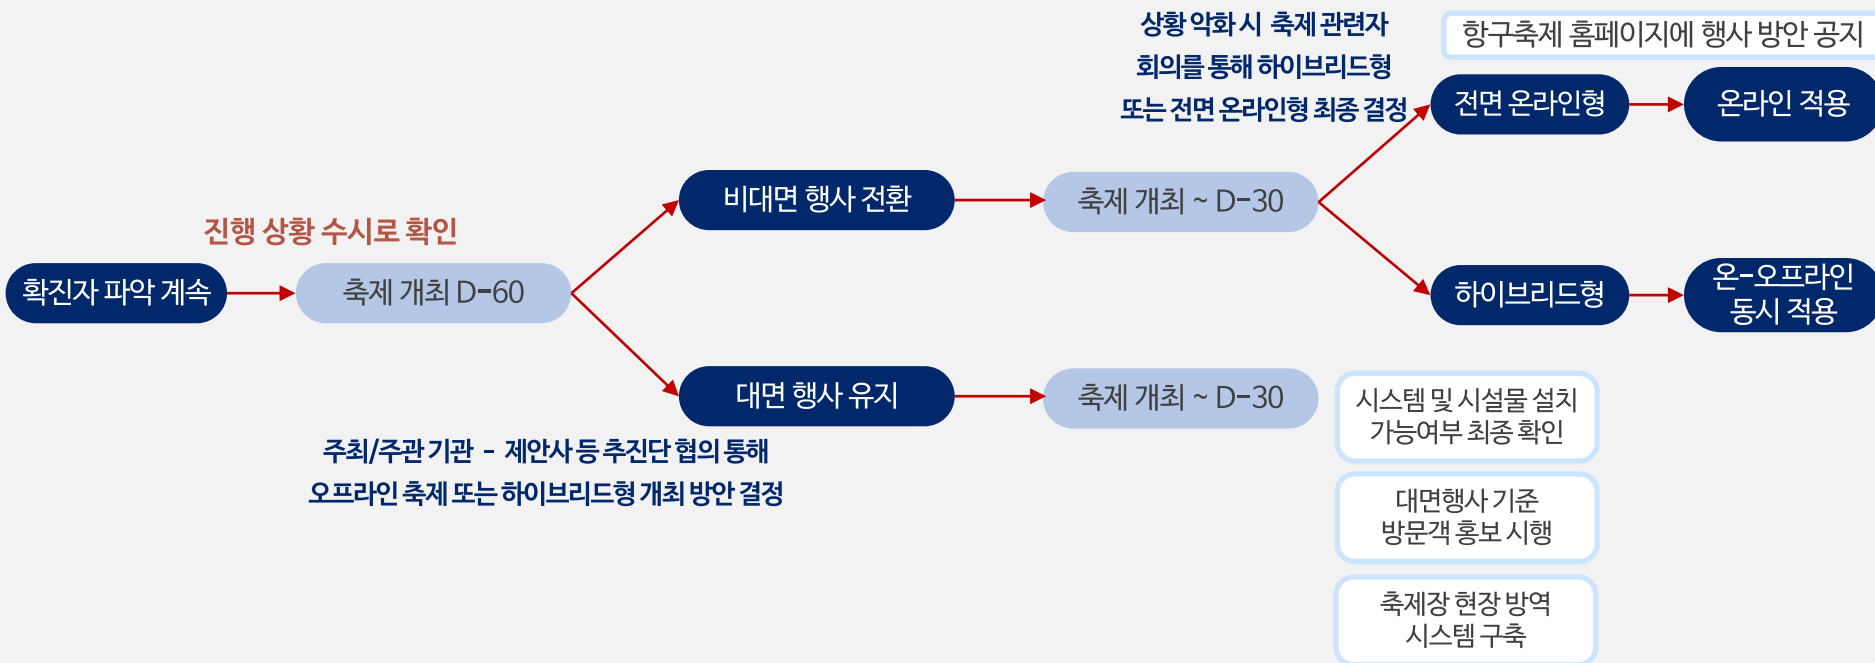 상황 악화 시 축제 관련자
회의를 통해 하이브리드형
또는 전면 온라인형 최종 결정
항구축제 홈페이지에 행사 방안 공지
전면 온라인형
온라인 적용
비대면 행사 전환
축제 개최 ~ D-30
진행 상황 수시로 확인
확진자 파악 계속
축제 개최 D-60
하이브리드형
온-오프라인
동시 적용
대면 행사 유지
축제 개최 ~ D-30
시스템 및 시설물 설치
가능여부 최종 확인
주최/주관 기관 - 제안사 등 추진단 협의 통해
오프라인 축제 또는 하이브리드형 개최 방안 결정
대면행사 기준
방문객 홍보 시행
축제장 현장 방역
시스템 구축